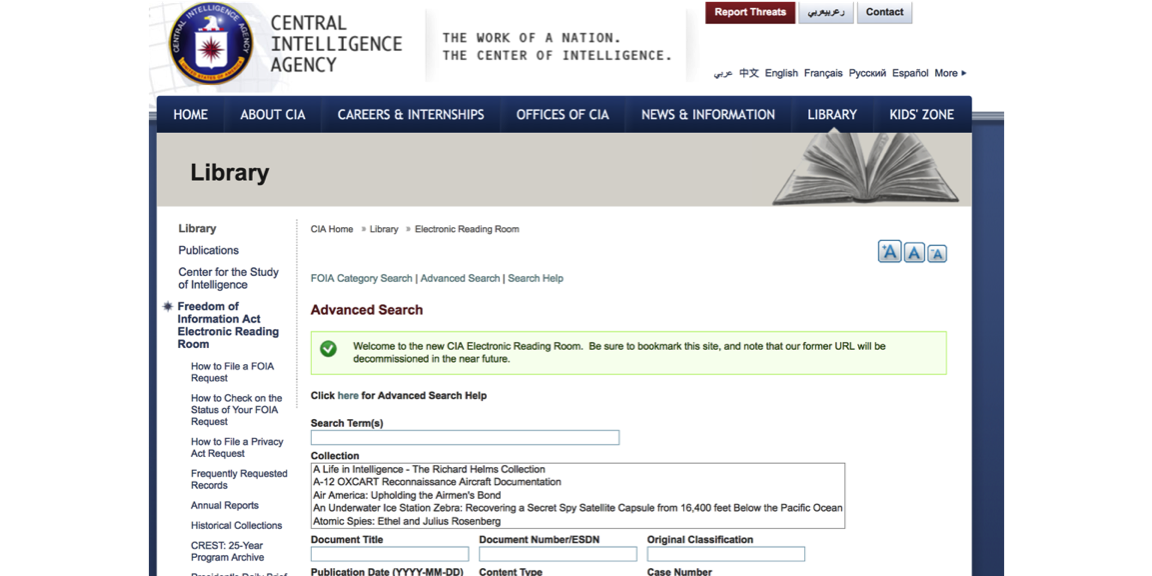 CENTRAL
INTELLIGENCE
AGENCY
THE WORK OF A NATION.
THE CENTER OF INTELLIGENCE.
Report Threats
Contact
عربي 中文 English Français Русский Español More
HOME ABOUT CIA CAREERS & INTERNSHIPS OFFICES OF CIA NEWS & INFORMATION LIBRARY KIDS' ZONE
Library
Library
Publications
Center for the Study
of Intelligence
Freedom of
Information Act
Electronic Reading
Room
How to File a FOIA
Request
How to Check on the
Status of Your FOIA
Request
How to File a Privacy
Act Request
Frequently Requested
Records
Annual Reports
Historical Collections
CREST: 25-Year
Program Archive
President's Daily Brief
CIA Home » Library » Electronic Reading Room
+A A -A
FOIA Category Search | Advanced Search | Search Help
Advanced Search
Welcome to the new CIA Electronic Reading Room. Be sure to bookmark this site, and note that our former URL will be
decommissioned in the near future.
Click here for Advanced Search Help
Search Term(s)
Collection
A Life in Intelligence - The Richard Helms Collection
A-12 OXCART Reconnaissance Aircraft Documentation
Air America: Upholding the Airmen's Bond
An Underwater Ice Station Zebra: Recovering a Secret Spy Satellite Capsule from 16,400 feet Below the Pacific Ocean
Atomic Spies: Ethel and Julius Rosenberg
Document Title Document Number/ESDN Original Classification
Publication Date (YYYY-MM-DD) Content Type Case Number